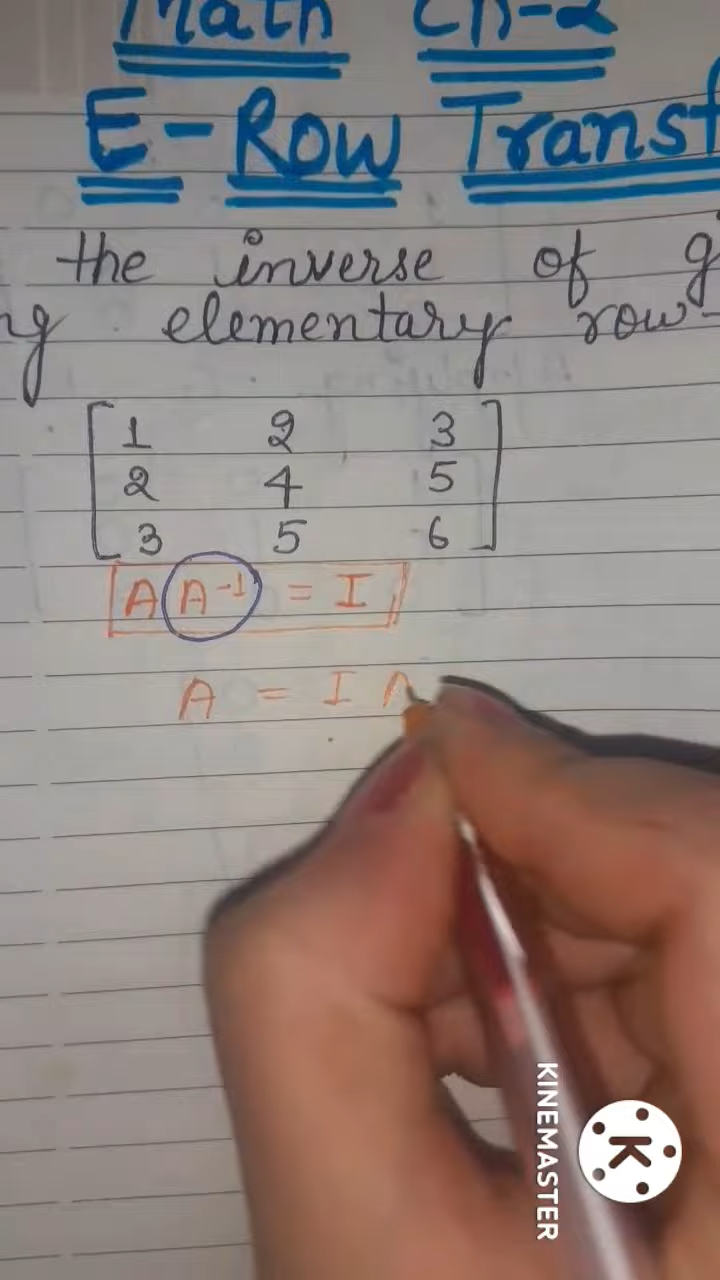 Math Ch-2
E-Row Transf
the inverse of g
ng elementary row-
1 2 3
2 4 5
3 5 6
A A⁻¹ = I
A = I A
KINEMASTER